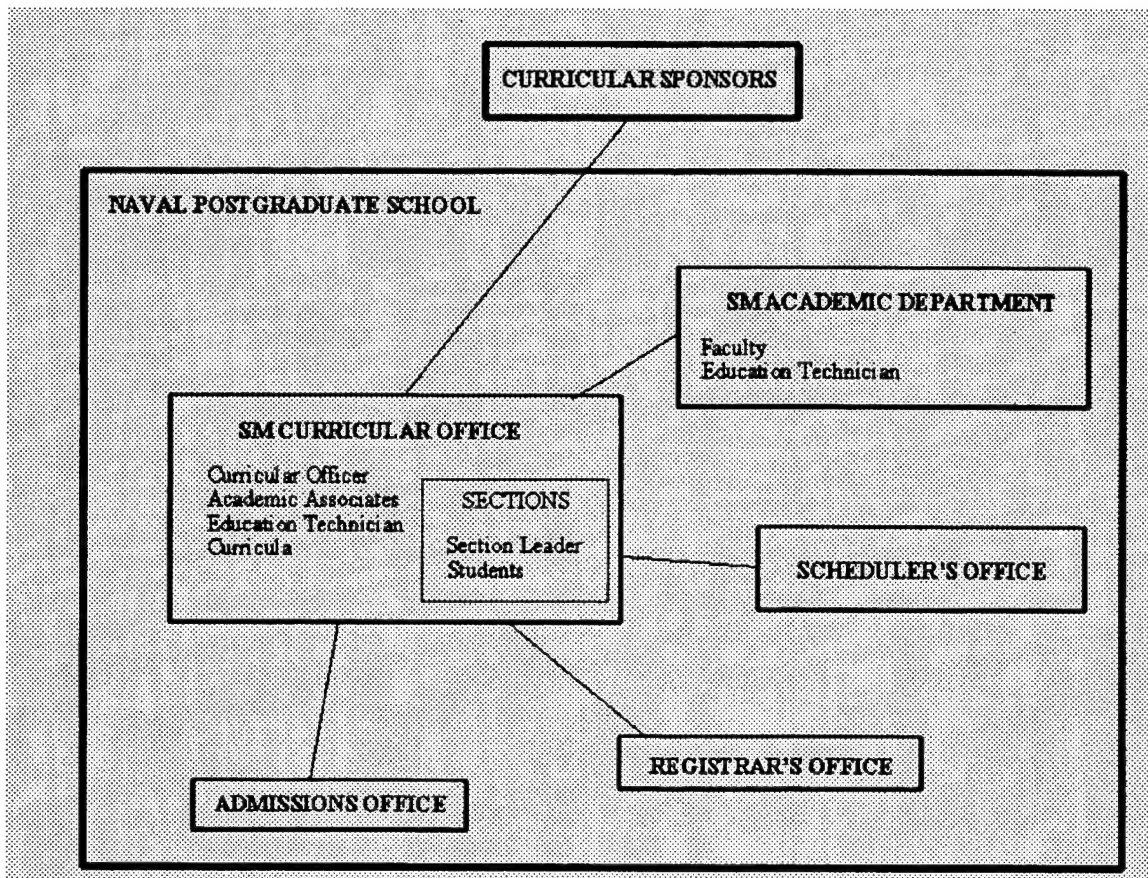 CURRICULAR SPONSORS
NAVAL POSTGRADUATE SCHOOL
SM ACADEMIC DEPARTMENT
Faculty
Education Technician
SM CURRICULAR OFFICE
Curricular Officer
Academic Associates
Education Technician
Curricula
SECTIONS
Section Leader
Students
SCHEDULER'S OFFICE
REGISTRAR'S OFFICE
ADMISSIONS OFFICE